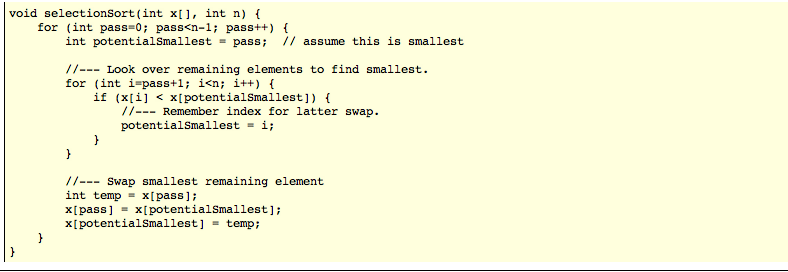 void selectionSort(int x[], int n) {
    for (int pass=0; pass<n-1; pass++) {
        int potentialSmallest = pass;  // assume this is smallest

        //--- Look over remaining elements to find smallest.
        for (int i=pass+1; i<n; i++) {
            if (x[i] < x[potentialSmallest]) {
                //--- Remember index for latter swap.
                potentialSmallest = i;
            }
        }

        //--- Swap smallest remaining element
        int temp = x[pass];
        x[pass] = x[potentialSmallest];
        x[potentialSmallest] = temp;
    }
}